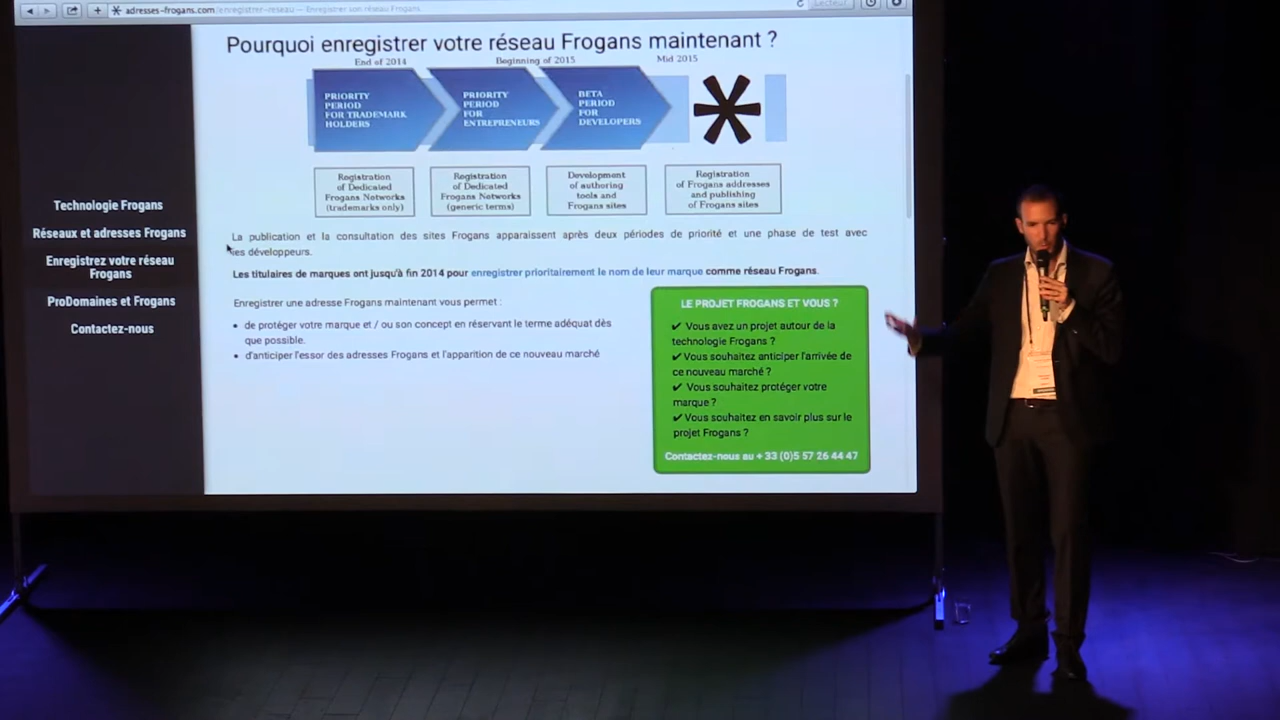 adresses-frogans.com/enregistrer-reseau — Enregistrer son réseau Frogans
Lecteur
Pourquoi enregistrer votre réseau Frogans maintenant ?
End of 2014
Beginning of 2015
Mid 2015
PRIORITY
PERIOD
FOR TRADEMARK
HOLDERS
PRIORITY
PERIOD
FOR
ENTREPRENEURS
BETA
PERIOD
FOR
DEVELOPERS
Registration
of Dedicated
Frogans Networks
(trademarks only)
Registration
of Dedicated
Frogans Networks
(generic terms)
Development
of authoring
tools and
Frogans sites
Registration
of Frogans addresses
and publishing
of Frogans sites
Technologie Frogans
Réseaux et adresses Frogans
Enregistrez votre réseau
Frogans
ProDomaines et Frogans
Contactez-nous
La publication et la consultation des sites Frogans apparaissent après deux périodes de priorité et une phase de test avec
les développeurs.
Les titulaires de marques ont jusqu'à fin 2014 pour enregistrer prioritairement le nom de leur marque comme réseau Frogans.
Enregistrer une adresse Frogans maintenant vous permet :
• de protéger votre marque et / ou son concept en réservant le terme adéquat dès
que possible.
• d'anticiper l'essor des adresses Frogans et l'apparition de ce nouveau marché
LE PROJET FROGANS ET VOUS ?
✔ Vous avez un projet autour de la
technologie Frogans ?
✔ Vous souhaitez anticiper l'arrivée de
ce nouveau marché ?
✔ Vous souhaitez protéger votre
marque ?
✔ Vous souhaitez en savoir plus sur le
projet Frogans ?
Contactez-nous au + 33 (0)5 57 26 44 47